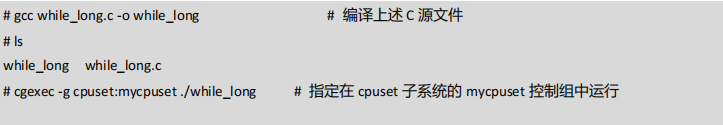 # gcc while_long.c -o while_long # 编译上述 C 源文件
# ls
while_long while_long.c
# cgexec -g cpuset:mycpuset ./while_long # 指定在 cpuset 子系统的 mycpuset 控制组中运行